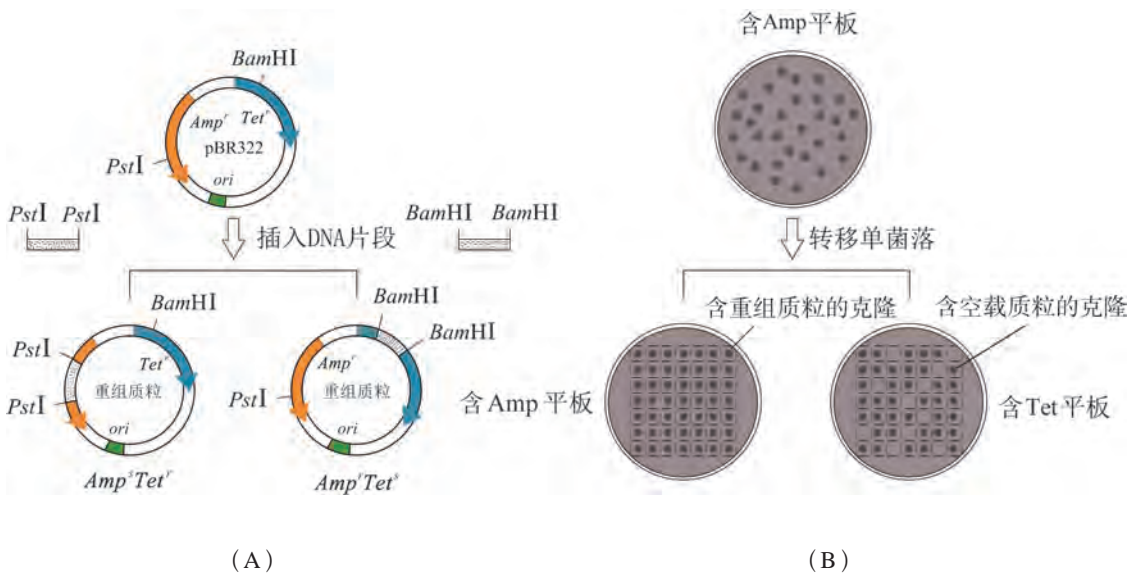 BamHI
Ampʳ Tetʳ
pBR322
PstI
ori
PstI PstI
插入DNA片段
BamHI BamHI
BamHI
PstI
Tetʳ
重组质粒
PstI
ori
AmpˢTetʳ
BamHI
BamHI
Ampʳ
重组质粒
PstI
ori
AmpʳTetˢ
(A)
含Amp平板
转移单菌落
含重组质粒的克隆
含空载质粒的克隆
含Amp 平板
含Tet平板
(B)